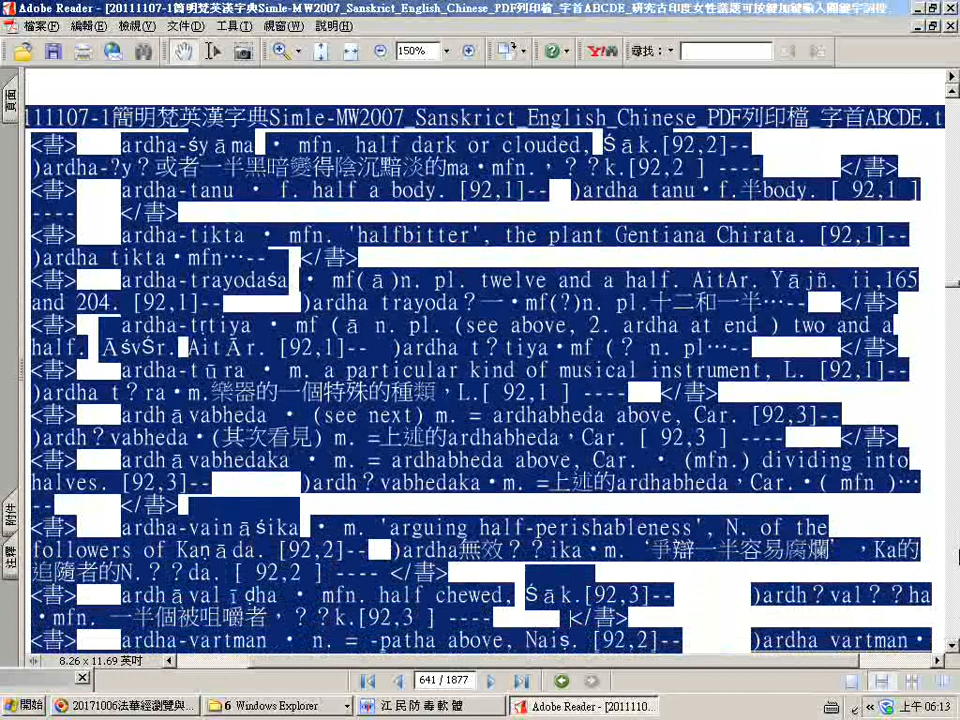 Adobe Reader - [20111107-1簡明梵英漢字典Simle-MW2007_Sanskrict_English_Chinese_PDF列印檔_字首ABCDE_研究古印度女性議題可按鍵加鍵輸入關鍵字詞搜
檔案(F) 編輯(E) 檢視(V) 文件(D) 工具(T) 視窗(W) 說明(H)
150% Y! 尋找:
頁面
附件
注釋
111107-1簡明梵英漢字典Simle-MW2007_Sanskrict_English_Chinese_PDF列印檔_字首ABCDE.t
<書> ardha-śyāma • mfn. half dark or clouded, Śāk.[92,2]--
)ardha-?y？或者一半黑暗變得陰沉黯淡的ma•mfn.，？？k.[92,2 ] ---- </書>
<書> ardha-tanu • f. half a body. [92,1]-- )ardha tanu•f.半body. [ 92,1 ]
---- </書>
<書> ardha-tikta • mfn. 'halfbitter', the plant Gentiana Chirata. [92,1]--
)ardha tikta•mfn…-- </書>
<書> ardha-trayodaśa • mf(ā)n. pl. twelve and a half. AitAr. Yājñ. ii,165
and 204. [92,1]-- )ardha trayoda？一•mf(?)n. pl.十二和一半…-- </書>
<書> ardha-tṛtiya • mf (ā n. pl. (see above, 2. ardha at end ) two and a
half. ĀśvŚr. AitĀr. [92,1]-- )ardha t？tiya•mf (？ n. pl…-- </書>
<書> ardha-tūra • m. a particular kind of musical instrument, L. [92,1]--
)ardha t？ra•m.樂器的一個特殊的種類，L.[ 92,1 ] ---- </書>
<書> ardhāvabheda • (see next) m. = ardhabheda above, Car. [92,3]--
)ardh？vabheda•(其次看見) m. =上述的ardhabheda，Car. [ 92,3 ] ---- </書>
<書> ardhāvabhedaka • m. = ardhabheda above, Car. • (mfn.) dividing into
halves. [92,3]-- )ardh？vabhedaka•m. =上述的ardhabheda，Car.•( mfn )…
-- </書>
<書> ardha-vaināśika • m. 'arguing half-perishableness', N. of the
followers of Kaṇāda. [92,2]-- )ardha無效？？ika•m.‘爭辯一半容易腐爛’，Ka的
追隨者的N.？？da. [ 92,2 ] ---- </書>
<書> ardhāvalīḍha • mfn. half chewed, Śāk.[92,3]-- )ardh？val？？ha
•mfn. 一半個被咀嚼者，？？k.[92,3 ] ---- </書>
<書> ardha-vartman • n. = -patha above, Naiṣ. [92,2]-- )ardha vartman•
8.26 x 11.69 英吋
641 / 1877
開始 20171006法華經瀏覽與... 6 Windows Explorer 江民防毒軟體 Adobe Reader - [2011110... 上午 06:13